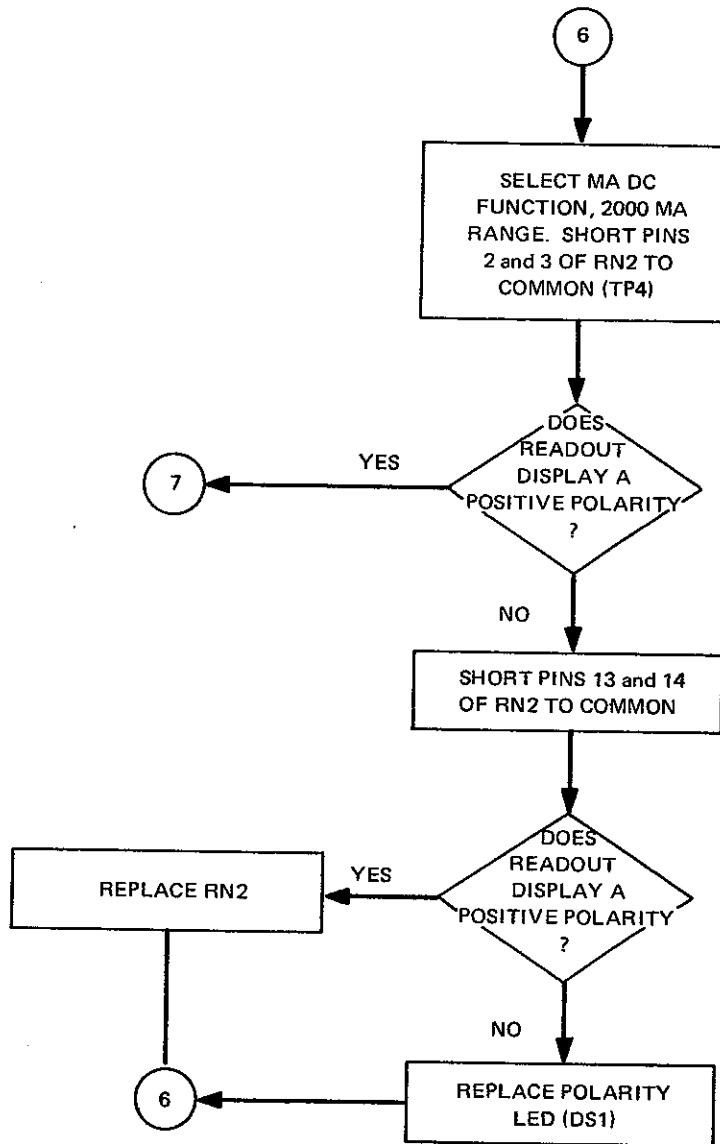 6
SELECT MA DC
FUNCTION, 2000 MA
RANGE. SHORT PINS
2 and 3 OF RN2 TO
COMMON (TP4)
DOES
READOUT
DISPLAY A
POSITIVE POLARITY
?
YES
7
NO
SHORT PINS 13 and 14
OF RN2 TO COMMON
DOES
READOUT
DISPLAY A
POSITIVE POLARITY
?
YES
REPLACE RN2
NO
REPLACE POLARITY
LED (DS1)
6